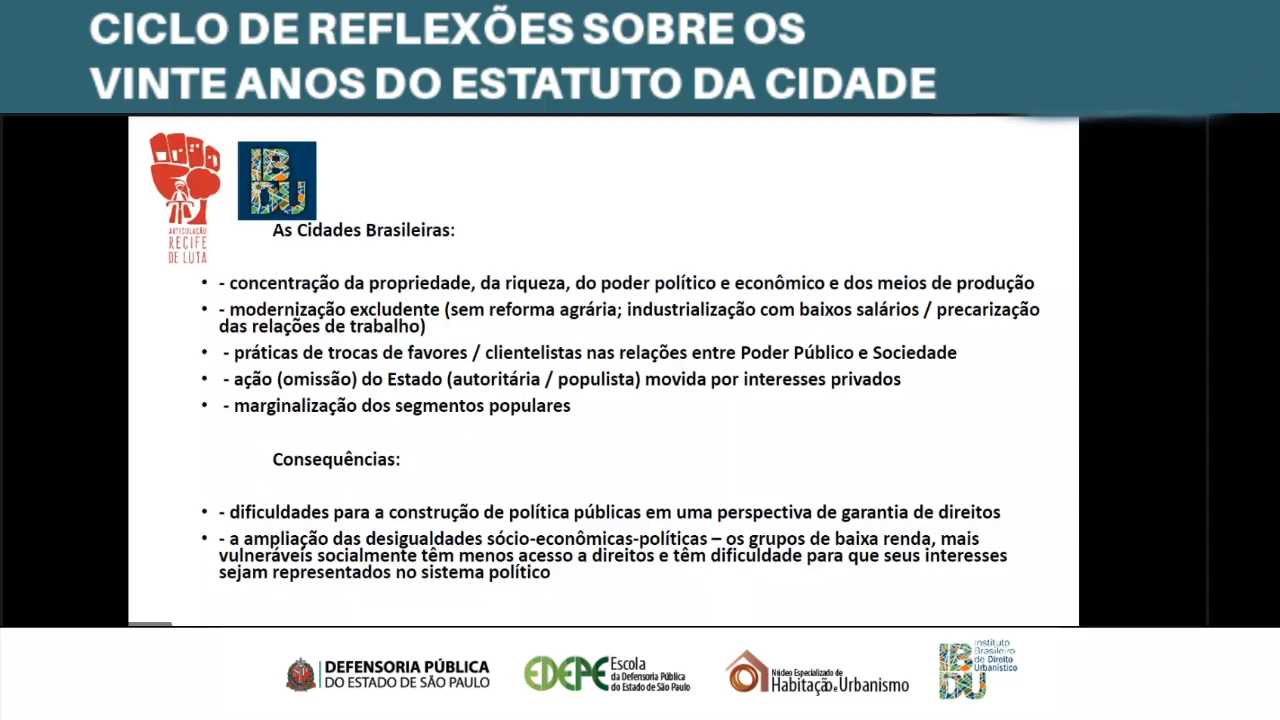 CICLO DE REFLEXÕES SOBRE OS
VINTE ANOS DO ESTATUTO DA CIDADE
ARTICULAÇÃO
RECIFE
DE LUTA
IB
DU
As Cidades Brasileiras:
• - concentração da propriedade, da riqueza, do poder político e econômico e dos meios de produção
• - modernização excludente (sem reforma agrária; industrialização com baixos salários / precarização
das relações de trabalho)
• - práticas de trocas de favores / clientelistas nas relações entre Poder Público e Sociedade
• - ação (omissão) do Estado (autoritária / populista) movida por interesses privados
• - marginalização dos segmentos populares
Consequências:
• - dificuldades para a construção de política públicas em uma perspectiva de garantia de direitos
• - a ampliação das desigualdades sócio-econômicas-políticas – os grupos de baixa renda, mais
vulneráveis socialmente têm menos acesso a direitos e têm dificuldade para que seus interesses
sejam representados no sistema político
SP
DEFENSORIA PÚBLICA
DO ESTADO DE SÃO PAULO
EDEPE
Escola
da Defensoria Pública
do Estado de São Paulo
Núcleo Especializado de
Habitação e Urbanismo
IB
DU
Instituto
Brasileiro
de Direito
Urbanístico